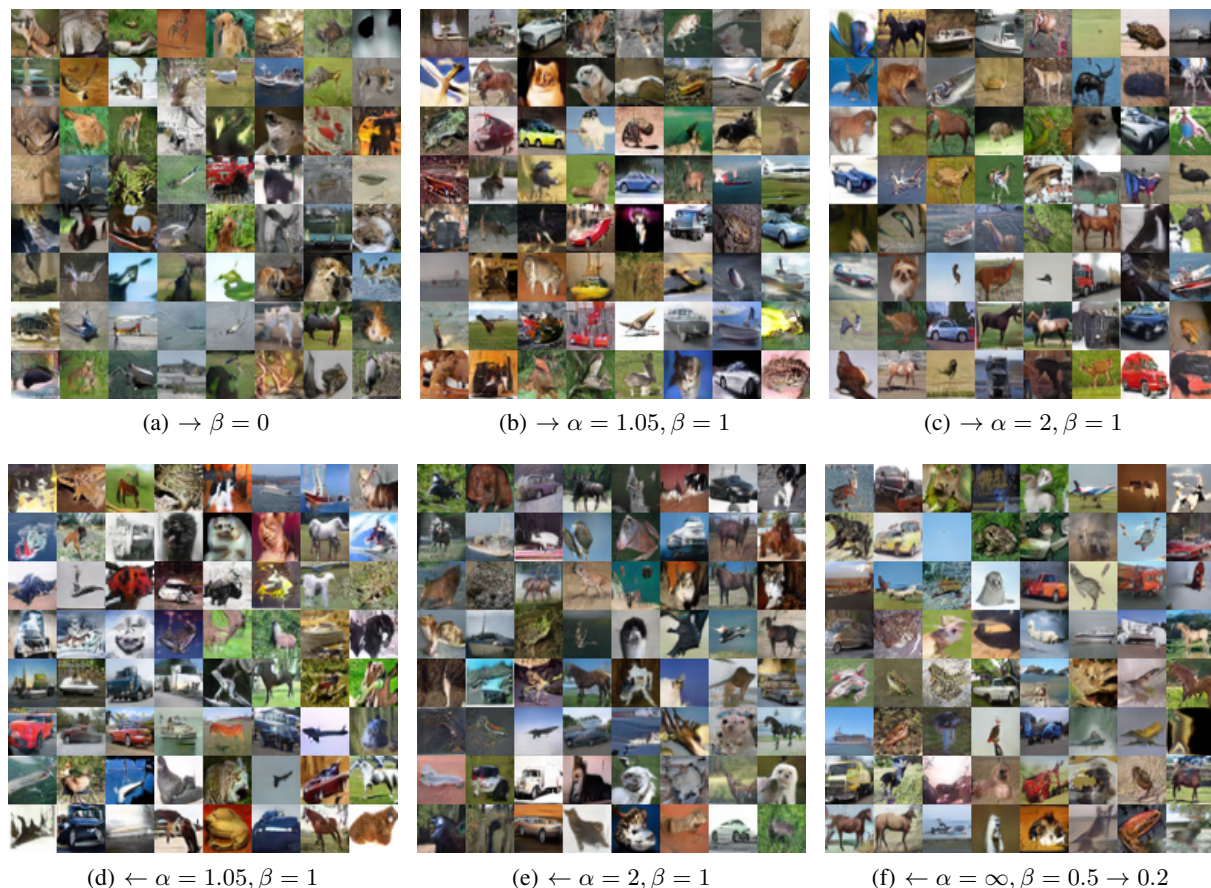 (a) → β = 0
(b) → α = 1.05, β = 1
(c) → α = 2, β = 1
(d) ← α = 1.05, β = 1
(e) ← α = 2, β = 1
(f) ← α = ∞, β = 0.5 → 0.2